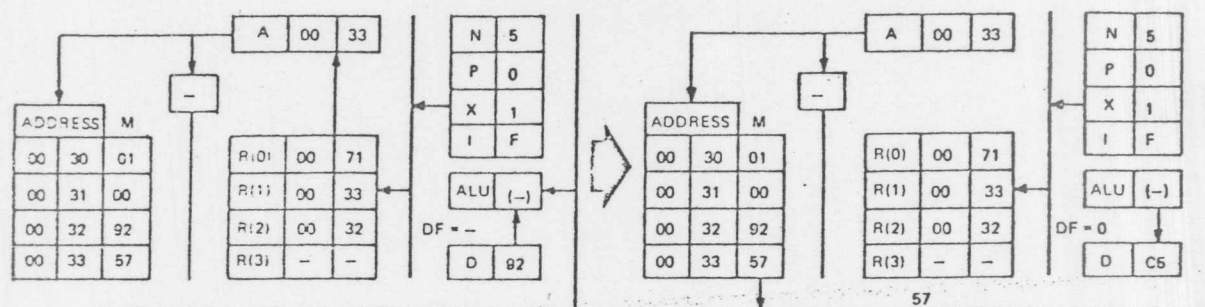 A 00 33
N 5
P 0
X 1
I F
–
ADDRESS M
00 30 01
00 31 00
00 32 92
00 33 57
R(0) 00 71
R(1) 00 33
R(2) 00 32
R(3) – –
ALU (–)
DF = –
D 92
A 00 33
N 5
P 0
X 1
I F
–
ADDRESS M
00 30 01
00 31 00
00 32 92
00 33 57
R(0) 00 71
R(1) 00 33
R(2) 00 32
R(3) – –
ALU (–)
DF = 0
D C5
57